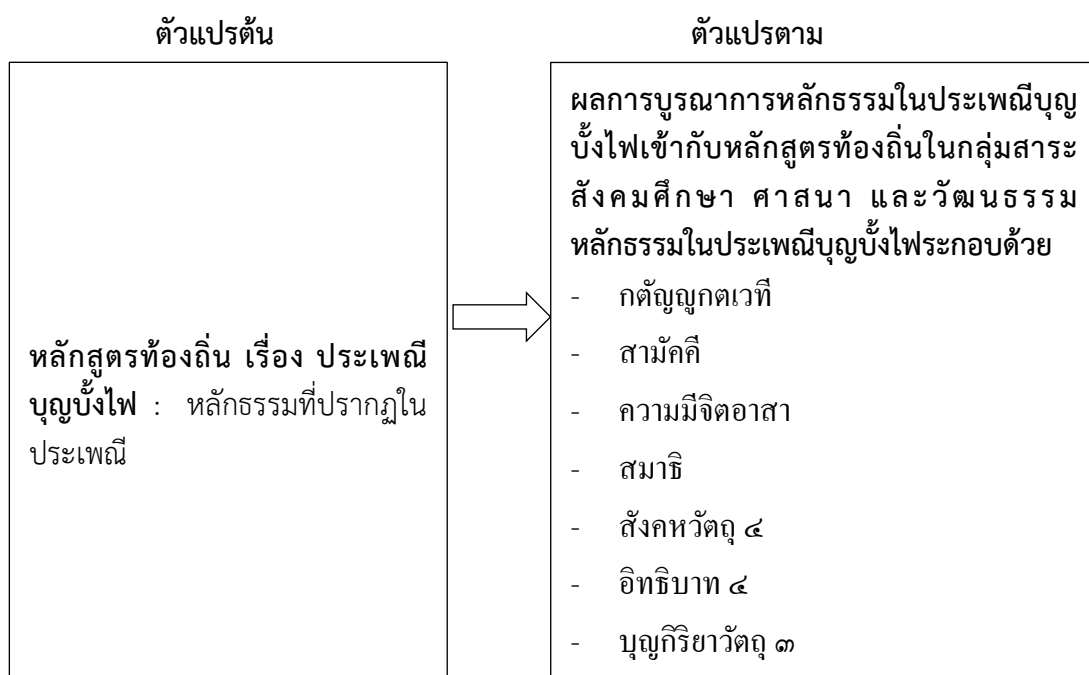 ตัวแปรต้น
ตัวแปรตาม
หลักสูตรท้องถิ่น เรื่อง ประเพณี
บุญบั้งไฟ : หลักธรรมที่ปรากฏใน
ประเพณี
ผลการบูรณาการหลักธรรมในประเพณีบุญ
บั้งไฟเข้ากับหลักสูตรท้องถิ่นในกลุ่มสาระ
สังคมศึกษา ศาสนา และวัฒนธรรม
หลักธรรมในประเพณีบุญบั้งไฟระกอบด้วย
- กตัญญูกตเวที
- สามัคคี
- ความมีจิตอาสา
- สมาธิ
- สังคหวัตถุ ๔
- อิทธิบาท ๔
- บุญกิริยาวัตถุ ๓